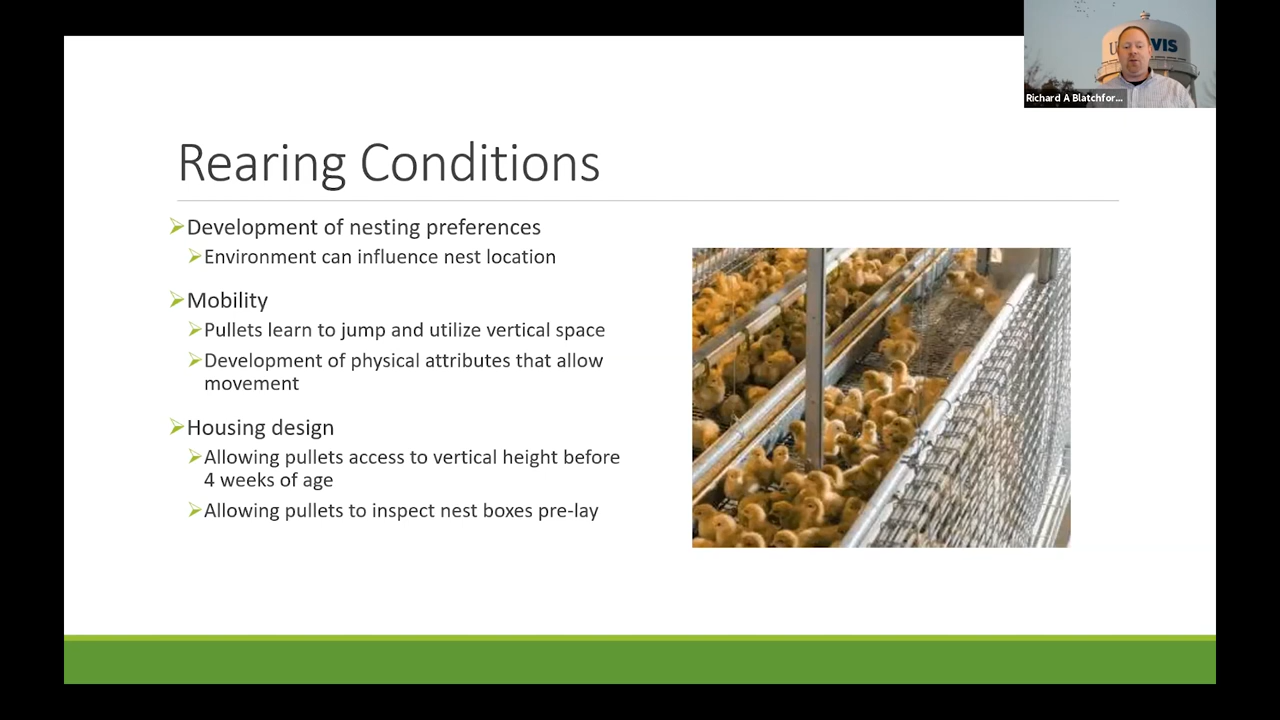 U
VIS
Richard A Blatchfor...
Rearing Conditions
Development of nesting preferences
Environment can influence nest location
Mobility
Pullets learn to jump and utilize vertical space
Development of physical attributes that allow
movement
Housing design
Allowing pullets access to vertical height before
4 weeks of age
Allowing pullets to inspect nest boxes pre-lay